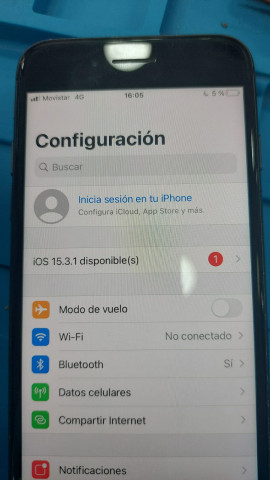 Movistar 4G 16:05 5 %
Configuración
Buscar
Inicia sesión en tu iPhone
Configura iCloud, App Store y más.
iOS 15.3.1 disponible(s) 1
Modo de vuelo
Wi-Fi No conectado
Bluetooth Sí
Datos celulares
Compartir Internet
Notificaciones